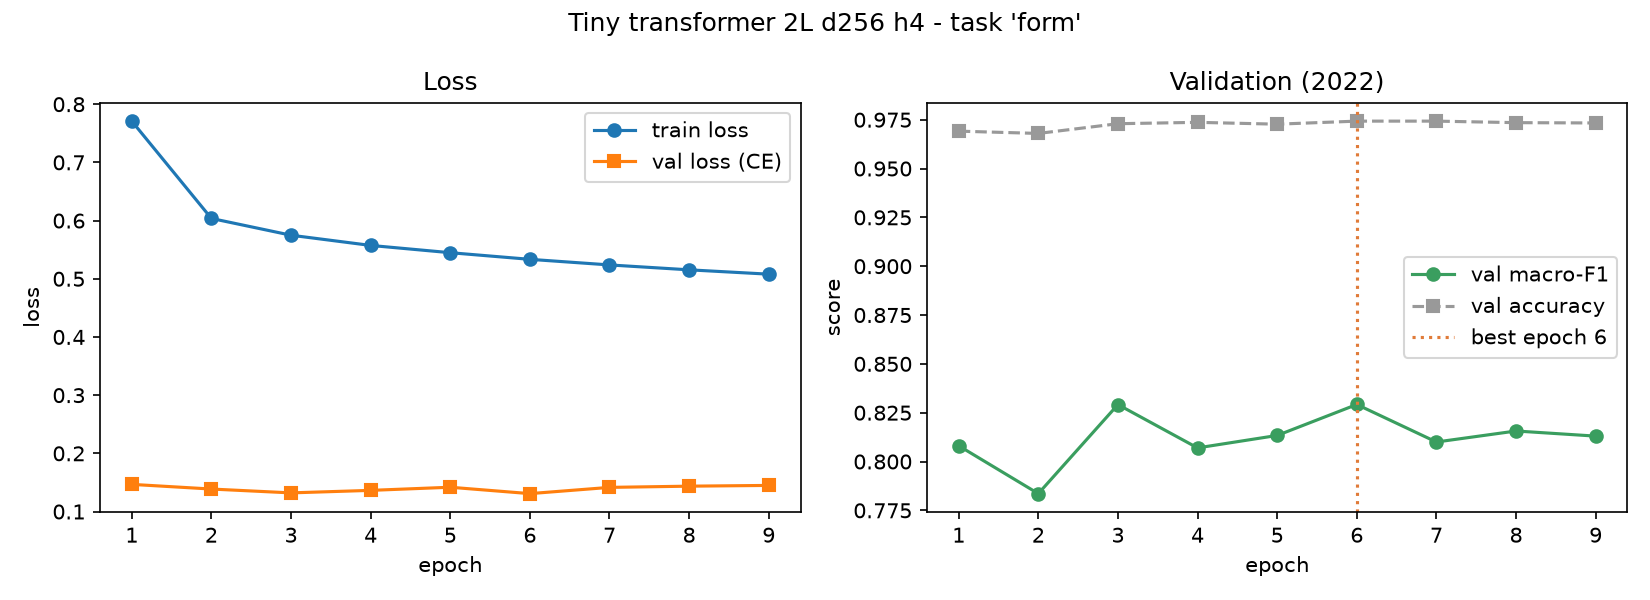 Tiny transformer 2L d256 h4 - task 'form'
Loss
0.8
0.7
0.6
0.5
0.4
0.3
0.2
0.1
loss
train loss
val loss (CE)
1 2 3 4 5 6 7 8 9
epoch
Validation (2022)
0.975
0.950
0.925
0.900
0.875
0.850
0.825
0.800
0.775
score
val macro-F1
val accuracy
best epoch 6
1 2 3 4 5 6 7 8 9
epoch